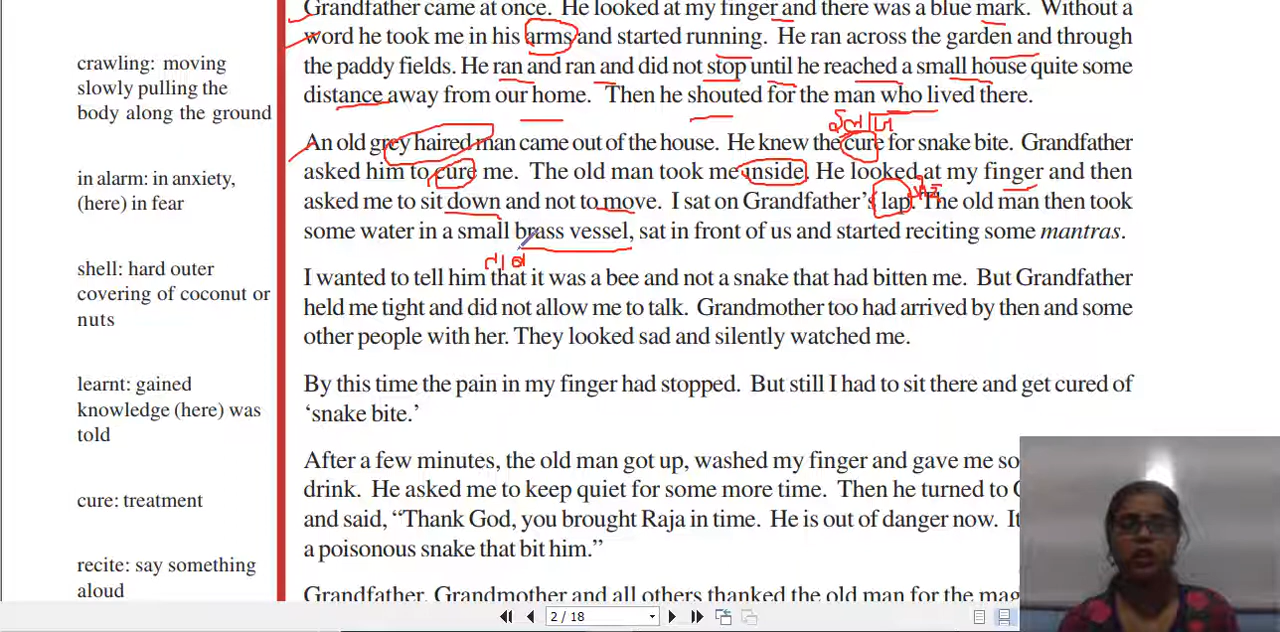 Grandfather came at once. He looked at my finger and there was a blue mark. Without a
word he took me in his arms and started running. He ran across the garden and through
the paddy fields. He ran and ran and did not stop until he reached a small house quite some
distance away from our home. Then he shouted for the man who lived there.
An old grey haired man came out of the house. He knew the cure for snake bite. Grandfather
asked him to cure me. The old man took me inside. He looked at my finger and then
asked me to sit down and not to move. I sat on Grandfather's lap. The old man then took
some water in a small brass vessel, sat in front of us and started reciting some mantras.
I wanted to tell him that it was a bee and not a snake that had bitten me. But Grandfather
held me tight and did not allow me to talk. Grandmother too had arrived by then and some
other people with her. They looked sad and silently watched me.
By this time the pain in my finger had stopped. But still I had to sit there and get cured of
‘snake bite.’
After a few minutes, the old man got up, washed my finger and gave me
drink. He asked me to keep quiet for some more time. Then he turned to
and said, “Thank God, you brought Raja in time. He is out of danger now.
a poisonous snake that bit him.”
Grandfather, Grandmother and all others thanked the old man for the
crawling: moving
slowly pulling the
body along the ground
in alarm: in anxiety,
(here) in fear
shell: hard outer
covering of coconut or
nuts
learnt: gained
knowledge (here) was
told
cure: treatment
recite: say something
aloud
2 / 18